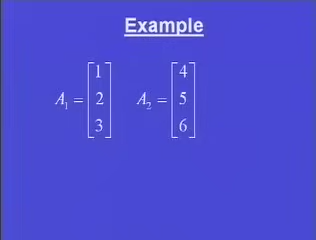 Example
A₁ = [1 2 3] A₂ = [4 5 6]